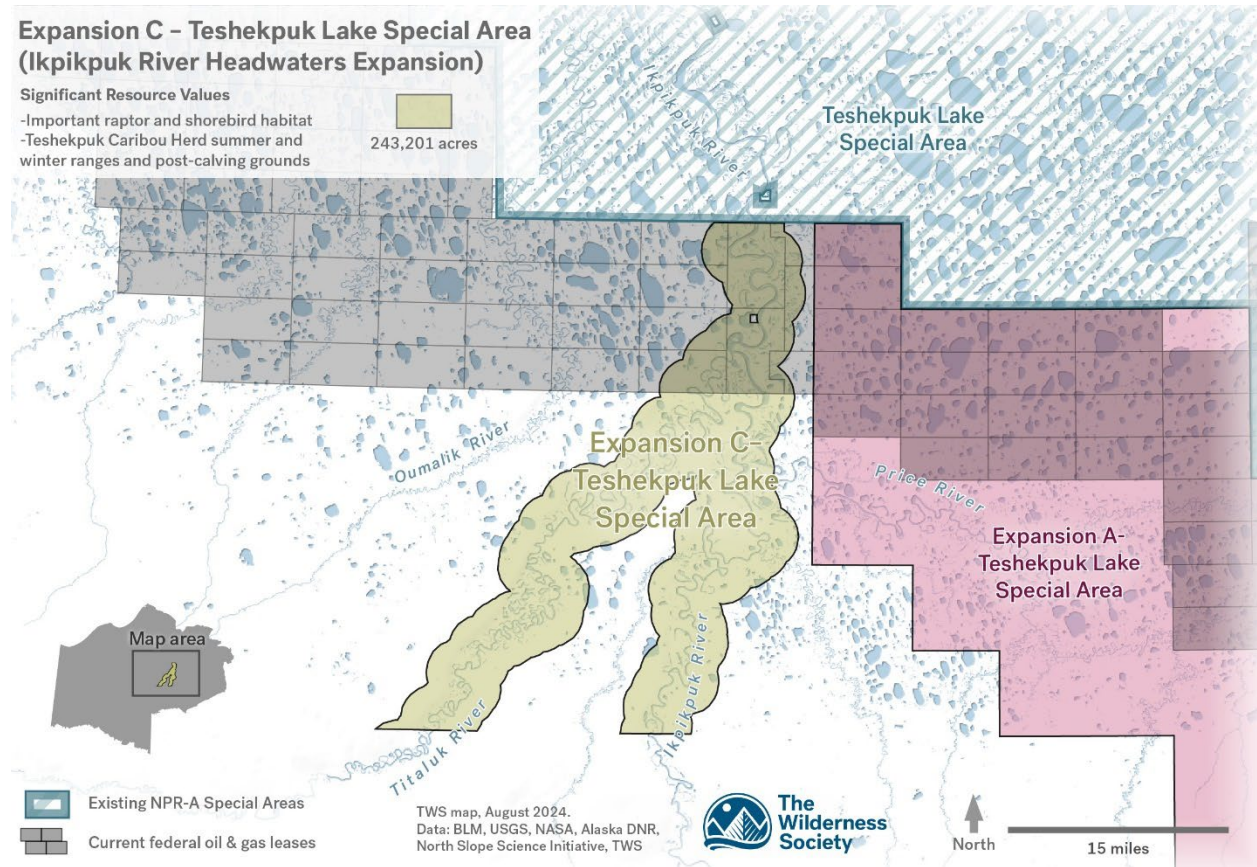 Expansion C – Teshekpuk Lake Special Area
(Ikpikpuk River Headwaters Expansion)
Significant Resource Values
-Important raptor and shorebird habitat
-Teshekpuk Caribou Herd summer and
winter ranges and post-calving grounds
243,201 acres
Ikpikpuk River
Teshekpuk Lake
Special Area
Oumalik River
Expansion C–
Teshekpuk Lake
Special Area
Price River
Expansion A-
Teshekpuk Lake
Special Area
Map area
Titaluk River
Ikpikpuk River
Existing NPR-A Special Areas
Current federal oil & gas leases
TWS map, August 2024.
Data: BLM, USGS, NASA, Alaska DNR,
North Slope Science Initiative, TWS
The
Wilderness
Society
North
15 miles